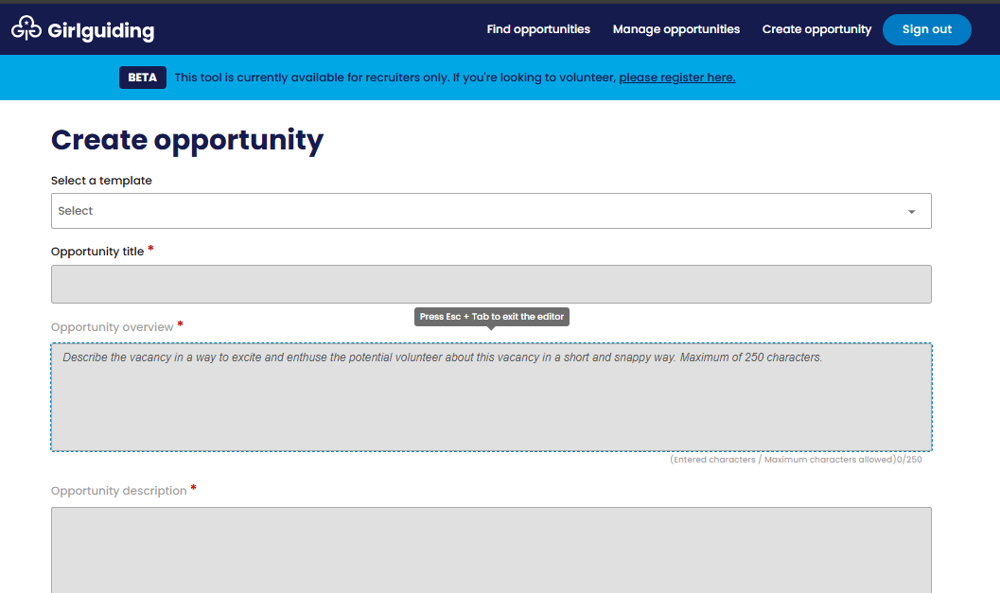 Girlguiding
Find opportunities
Manage opportunities
Create opportunity
Sign out
BETA
This tool is currently available for recruiters only. If you're looking to volunteer, please register here.
Create opportunity
Select a template
Select
Opportunity title *
Press Esc + Tab to exit the editor
Opportunity overview *
Describe the vacancy in a way to excite and enthuse the potential volunteer about this vacancy in a short and snappy way. Maximum of 250 characters.
(Entered characters / Maximum characters allowed)0/250
Opportunity description *